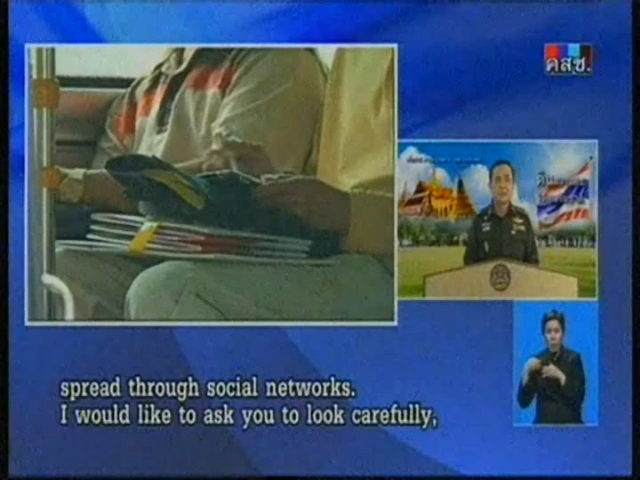 คสช.
spread through social networks.
I would like to ask you to look carefully,